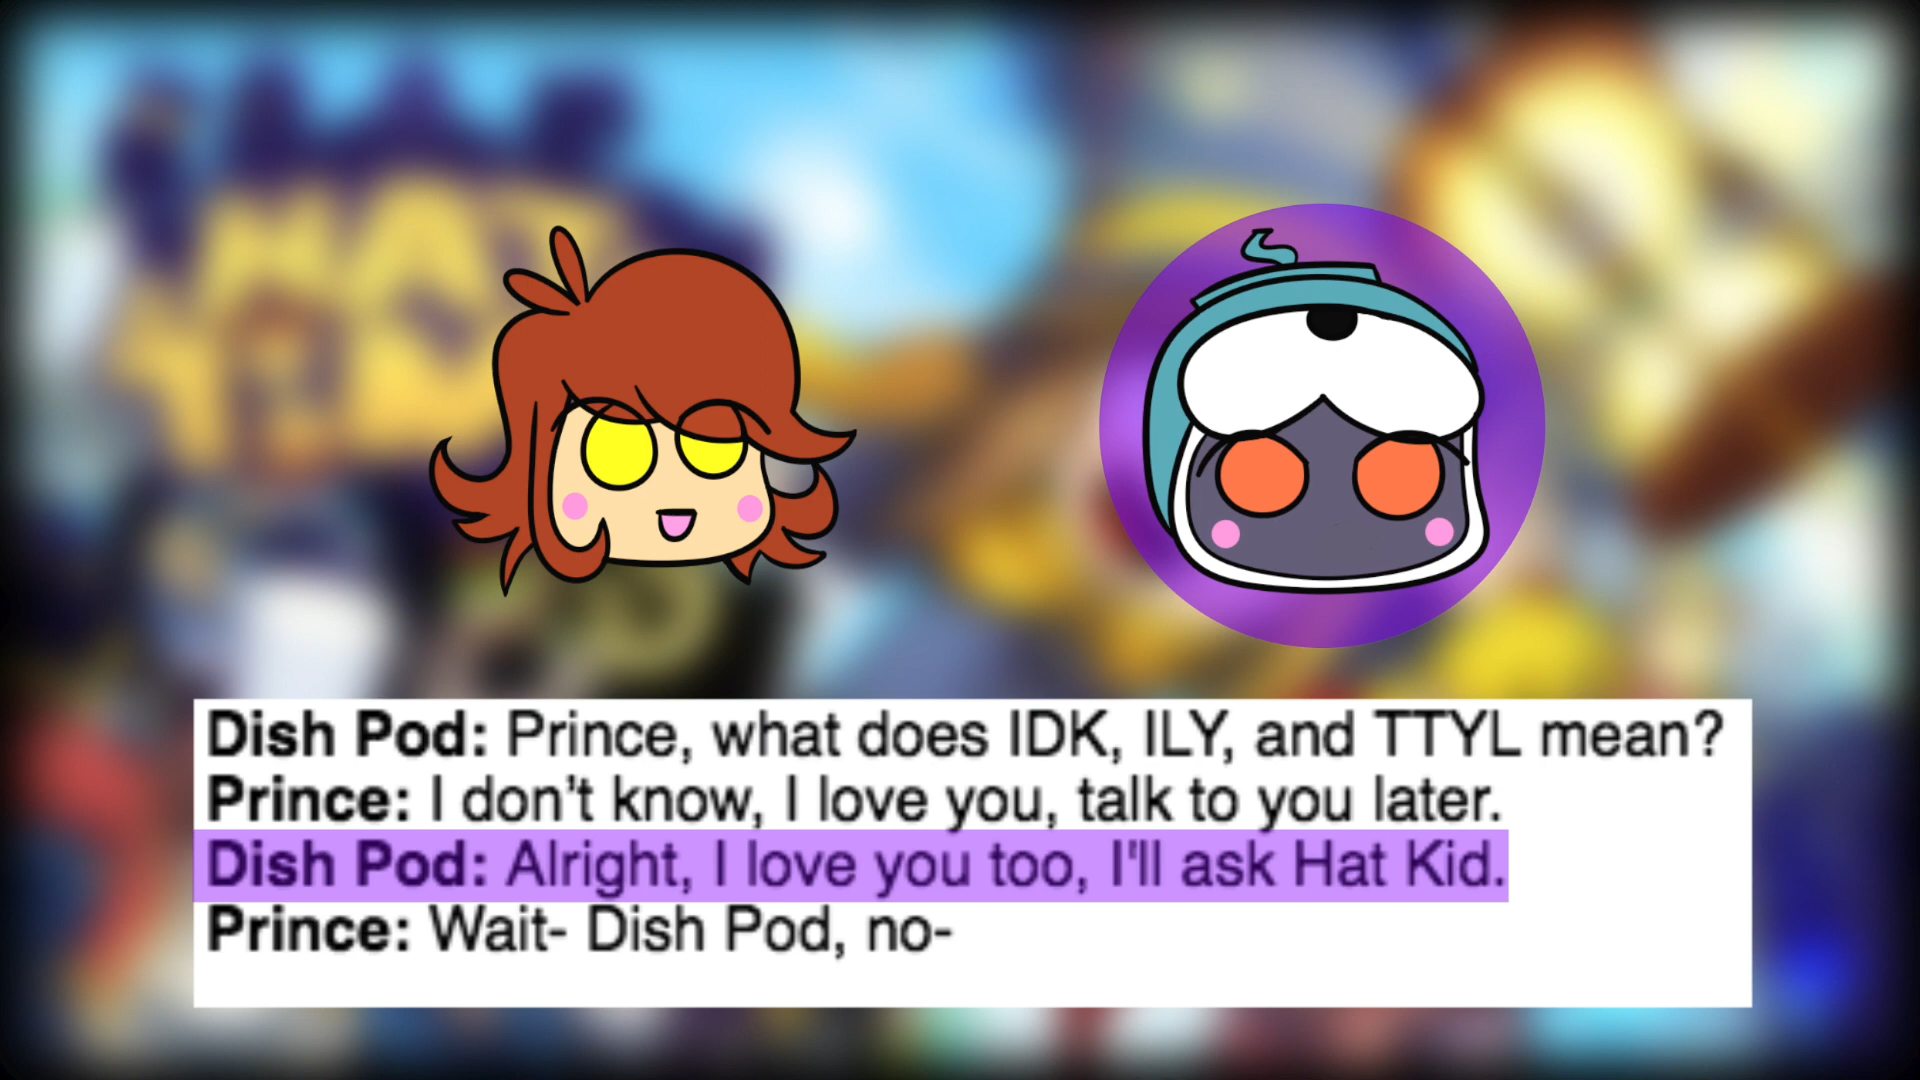 Dish Pod: Prince, what does IDK, ILY, and TTYL mean?
Prince: I don't know, I love you, talk to you later.
Dish Pod: Alright, I love you too, I'll ask Hat Kid.
Prince: Wait- Dish Pod, no-